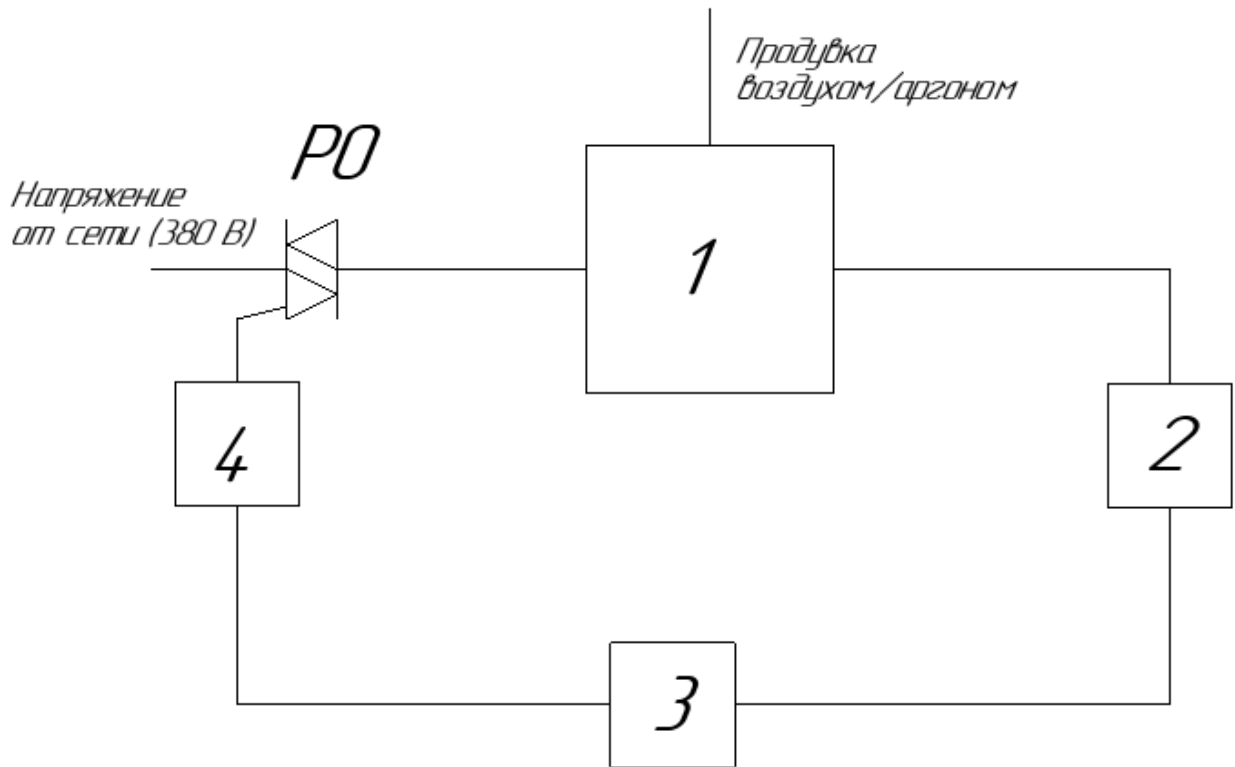 Продувка
воздухом/аргоном
РО
Напряжение
от сети (380 В)
1
4
2
3